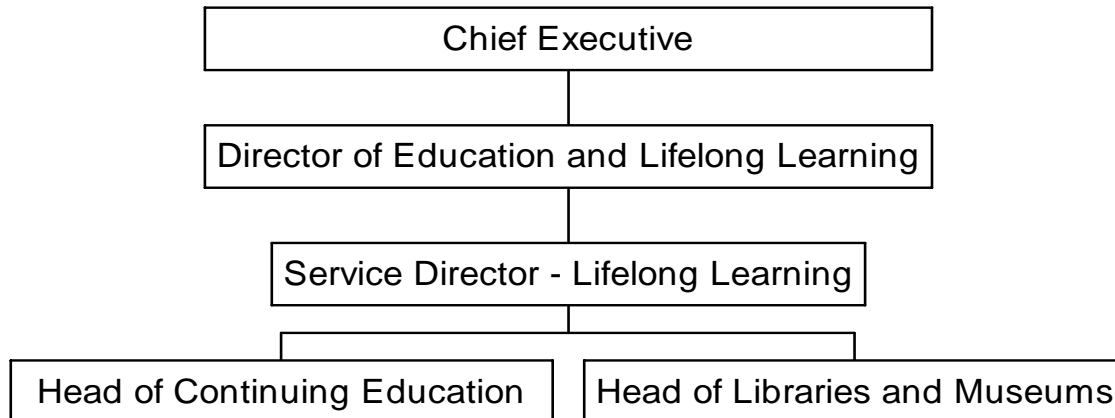 Chief Executive
Director of Education and Lifelong Learning
Service Director - Lifelong Learning
Head of Continuing Education
Head of Libraries and Museums